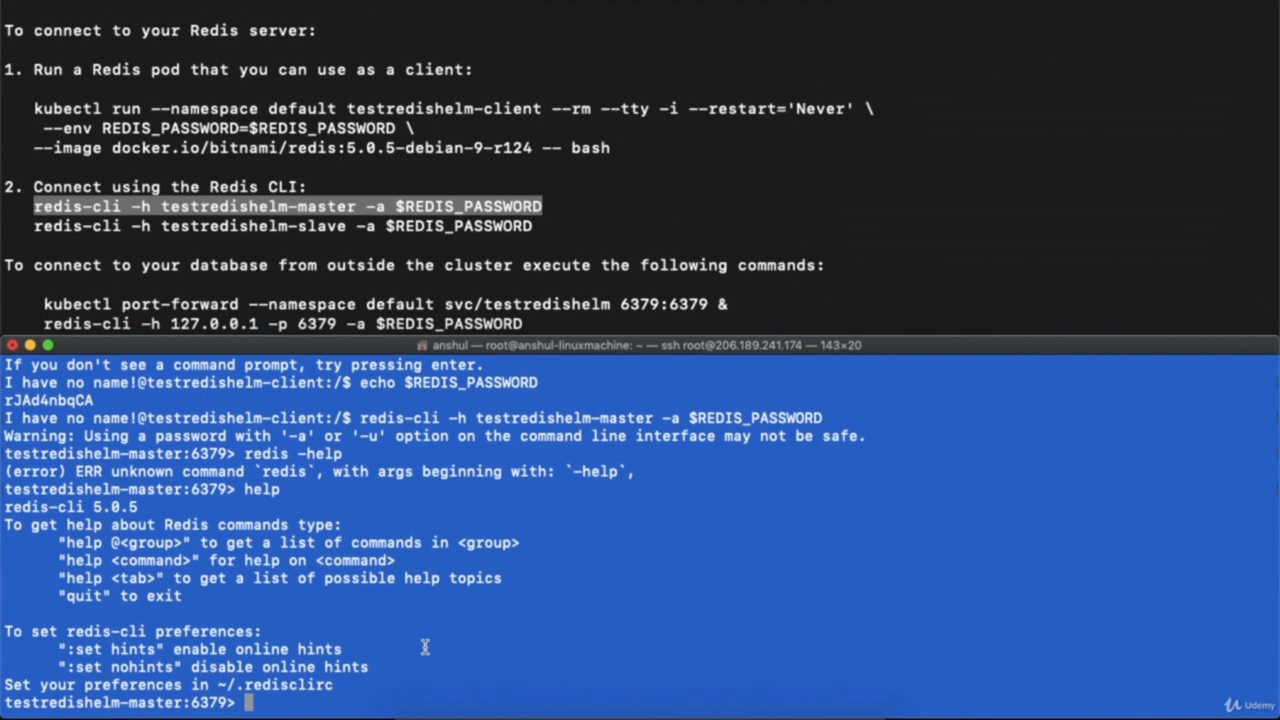 To connect to your Redis server:
1. Run a Redis pod that you can use as a client:
kubectl run --namespace default testredishelm-client --rm --tty -i --restart='Never' \
--env REDIS_PASSWORD=$REDIS_PASSWORD \
--image docker.io/bitnami/redis:5.0.5-debian-9-r124 -- bash
2. Connect using the Redis CLI:
redis-cli -h testredishelm-master -a $REDIS_PASSWORD
redis-cli -h testredishelm-slave -a $REDIS_PASSWORD
To connect to your database from outside the cluster execute the following commands:
kubectl port-forward --namespace default svc/testredishelm 6379:6379 &
redis-cli -h 127.0.0.1 -p 6379 -a $REDIS_PASSWORD
anshul — root@anshul-linuxmachine: ~ — ssh root@206.189.241.174 — 143×20
If you don't see a command prompt, try pressing enter.
I have no name!@testredishelm-client:/$ echo $REDIS_PASSWORD
rJAd4nbqCA
I have no name!@testredishelm-client:/$ redis-cli -h testredishelm-master -a $REDIS_PASSWORD
Warning: Using a password with '-a' or '-u' option on the command line interface may not be safe.
testredishelm-master:6379> redis -help
(error) ERR unknown command `redis`, with args beginning with: `-help`,
testredishelm-master:6379> help
redis-cli 5.0.5
To get help about Redis commands type:
"help @<group>" to get a list of commands in <group>
"help <command>" for help on <command>
"help <tab>" to get a list of possible help topics
"quit" to exit
To set redis-cli preferences:
":set hints" enable online hints
":set nohints" disable online hints
Set your preferences in ~/.redisclirc
testredishelm-master:6379>
Udemy